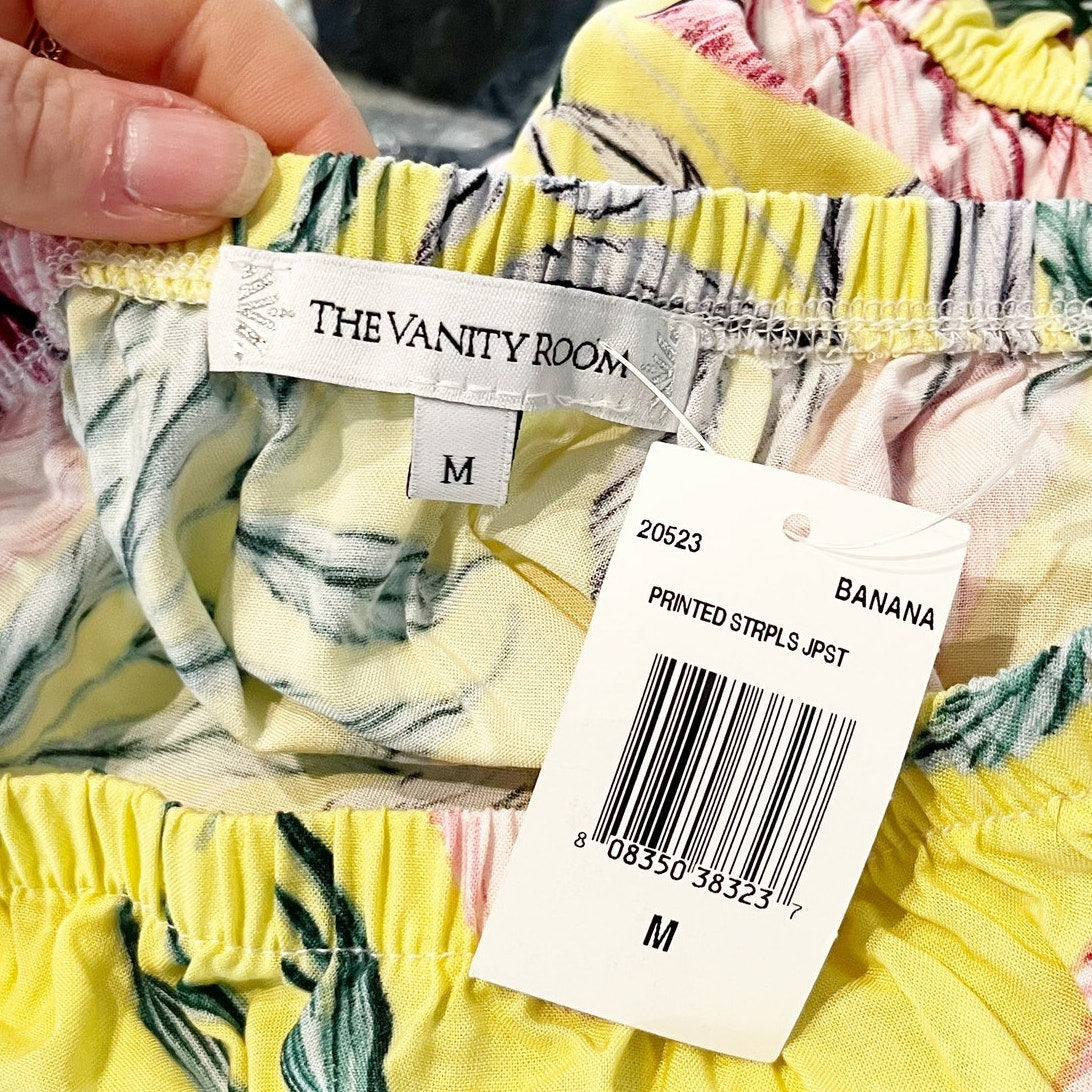 THE VANITY ROOM
M
20523
BANANA
PRINTED STRPLS JPST
8 08350 38323 7
M